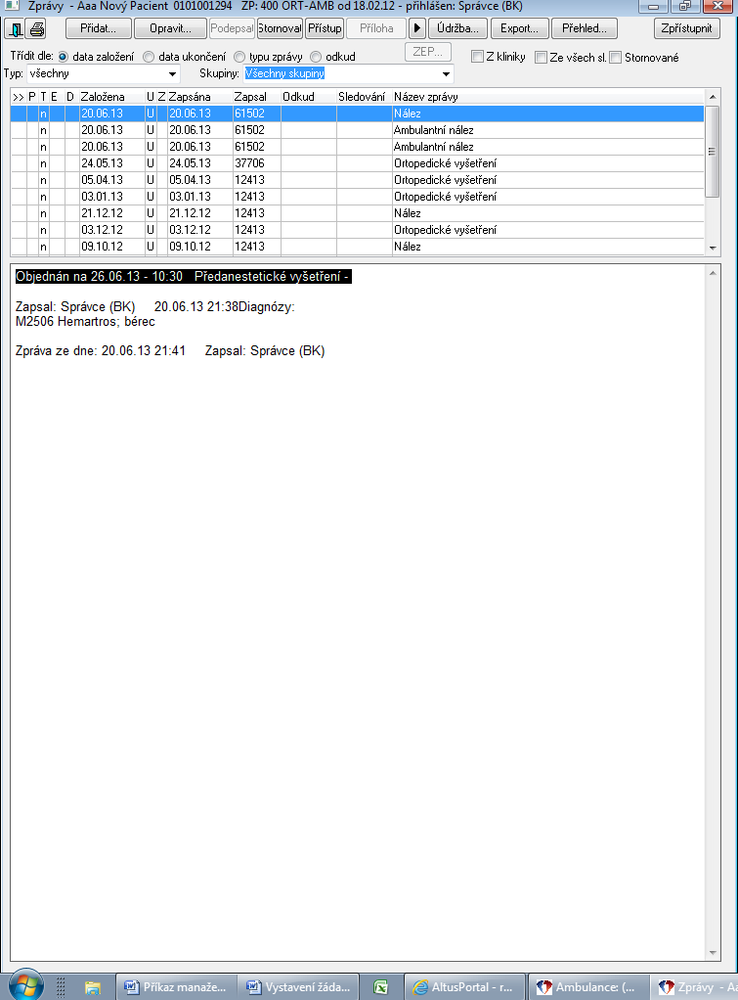 Zprávy - Aaa Nový Pacient 0101001294 ZP: 400 ORT-AMB od 18.02.12 - přihlášen: Správce (BK)
Přidat... Opravit... Podepsal Stornoval Přístup Příloha Údržba... Export... Přehled... Zpřístupnit
Třídit dle: data založení data ukončení typu zprávy odkud ZEP... Z kliniky Ze všech sl. Stornované
Typ: všechny Skupiny: Všechny skupiny
>> P T E D Založena U Z Zapsána Zapsal Odkud Sledování Název zprávy
n 20.06.13 U 20.06.13 61502 Nález
n 20.06.13 U 20.06.13 61502 Ambulantní nález
n 20.06.13 U 20.06.13 61502 Ambulantní nález
n 24.05.13 U 24.05.13 37706 Ortopedické vyšetření
n 05.04.13 U 05.04.13 12413 Ortopedické vyšetření
n 03.01.13 U 03.01.13 12413 Ortopedické vyšetření
n 21.12.12 U 21.12.12 12413 Nález
n 03.12.12 U 03.12.12 12413 Ortopedické vyšetření
n 09.10.12 U 09.10.12 12413 Nález
Objednán na 26.06.13 - 10:30 Předanestetické vyšetření -
Zapsal: Správce (BK) 20.06.13 21:38Diagnózy:
M2506 Hemartros; bérec
Zpráva ze dne: 20.06.13 21:41 Zapsal: Správce (BK)
Příkaz manaže... Vystavení žáda... AltusPortal - r... Ambulance: (... Zprávy - Aa